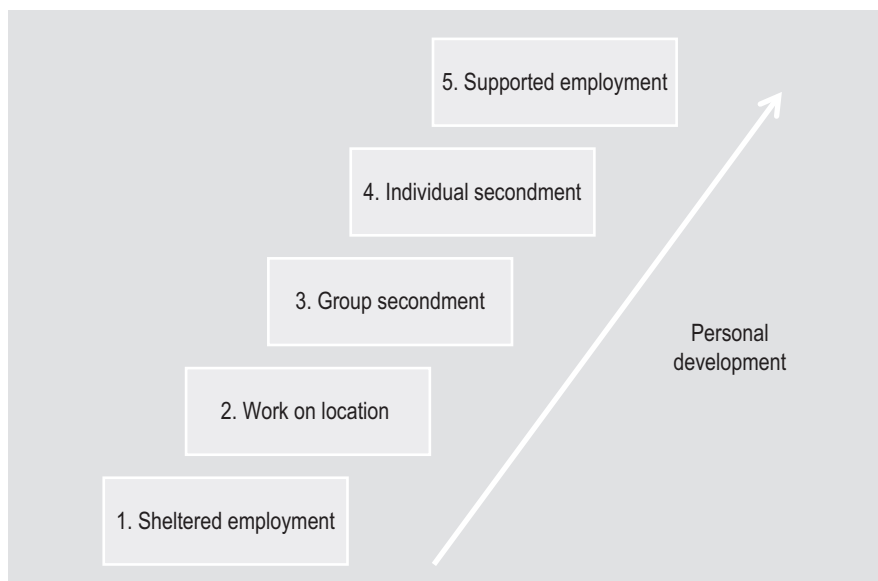 5. Supported employment
4. Individual secondment
3. Group secondment
Personal
development
2. Work on location
1. Sheltered employment